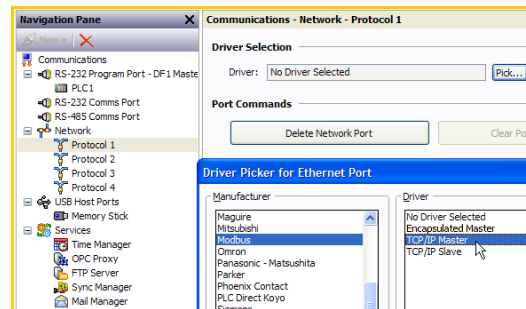 Navigation Pane X
New
Communications
RS-232 Program Port - DF1 Maste
PLC1
RS-232 Comms Port
RS-485 Comms Port
Network
Protocol 1
Protocol 2
Protocol 3
Protocol 4
USB Host Ports
Memory Stick
Services
Time Manager
OPC Proxy
FTP Server
Sync Manager
Mail Manager
Communications - Network - Protocol 1
Driver Selection
Driver: No Driver Selected Pick...
Port Commands
Delete Network Port Clear Po
Driver Picker for Ethernet Port
Manufacturer
Maguire
Mitsubishi
Modbus
Omron
Panasonic - Matsushita
Parker
Phoenix Contact
PLC Direct Koyo
Siemens
Driver
No Driver Selected
Encapsulated Master
TCP/IP Master
TCP/IP Slave